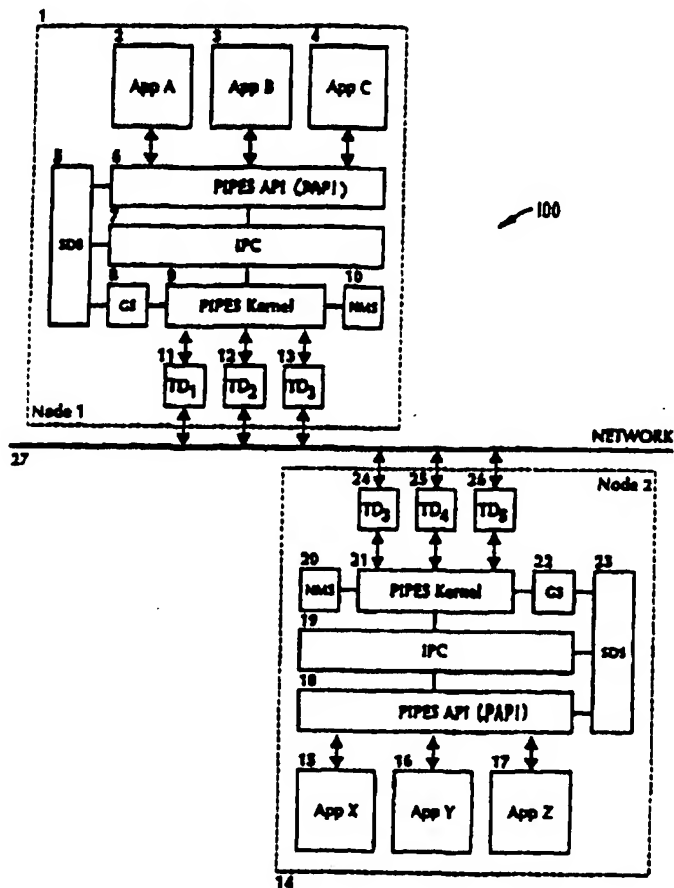 1
2 3 4
App A App B App C
5 6
PIPES API (PAPI)
7
SDS IPC
8 9 10
GS PIPES Kernel NMS
11 12 13
TD1 TD2 TD3
Node 1
100
NETWORK
27
24 25 26 Node 2
TD3 TD4 TD5
20 21 22 23
NMS PIPES Kernel GS
19
IPC SDS
18
PIPES API (PAPI)
15 16 17
App X App Y App Z
14